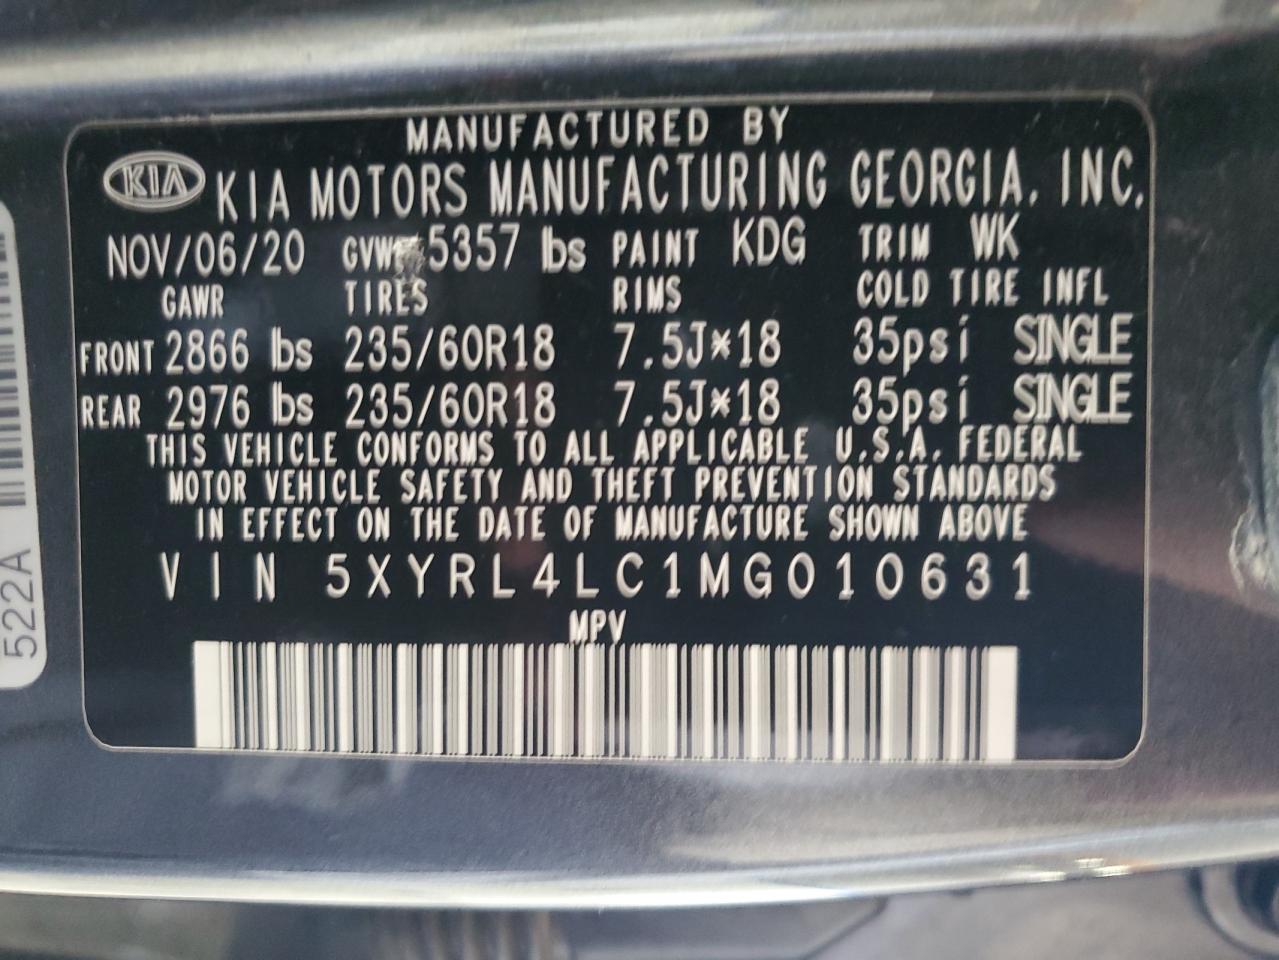 MANUFACTURED BY
KIA KIA MOTORS MANUFACTURING GEORGIA, INC.
NOV/06/20 GVWR 5357 lbs PAINT KDG TRIM WK
GAWR TIRES RIMS COLD TIRE INFL
FRONT 2866 lbs 235/60R18 7.5J*18 35psi SINGLE
REAR 2976 lbs 235/60R18 7.5J*18 35psi SINGLE
THIS VEHICLE CONFORMS TO ALL APPLICABLE U.S.A. FEDERAL
MOTOR VEHICLE SAFETY AND THEFT PREVENTION STANDARDS
IN EFFECT ON THE DATE OF MANUFACTURE SHOWN ABOVE
VIN 5XYRL4LC1MG010631
MPV
522A